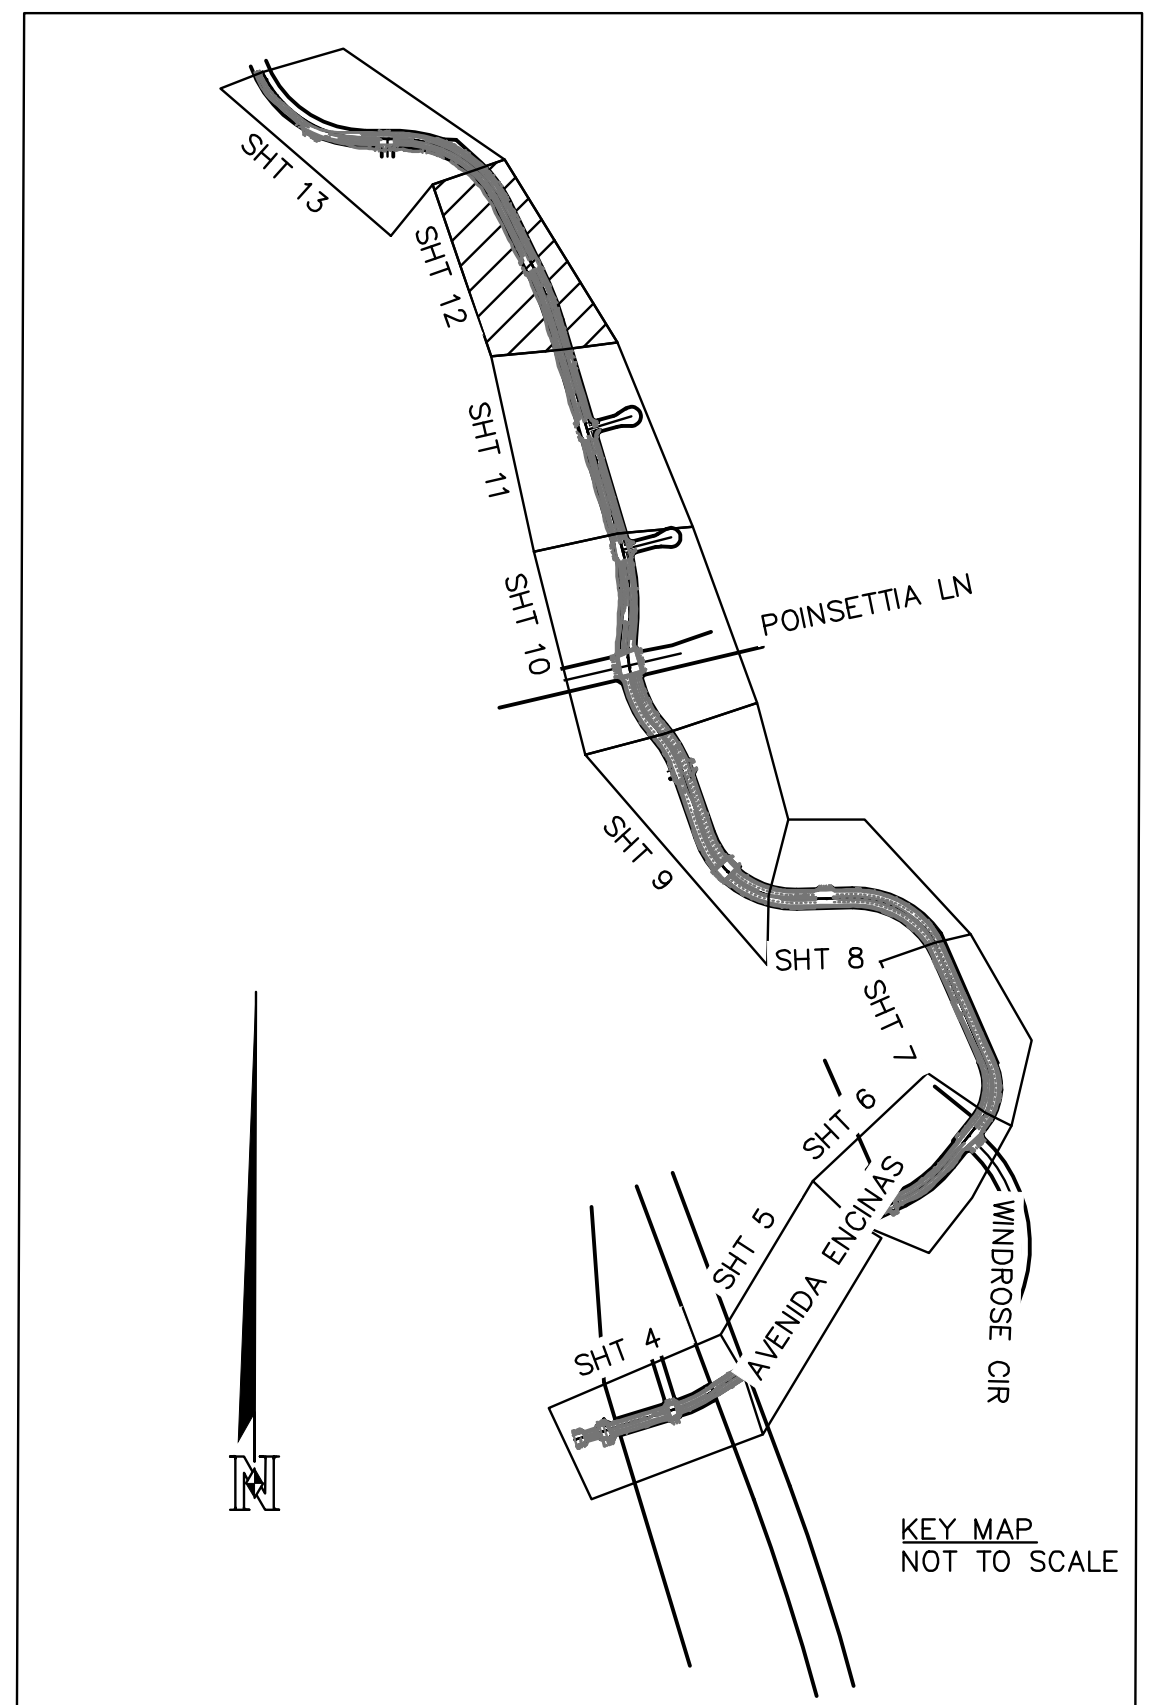 SHT 13
SHT 12
SHT 11
SHT 10
POINSETTIA LN
SHT 9
SHT 8
SHT 7
SHT 6
SHT 5
AVENIDA ENCINAS
WINDROSE CIR
SHT 4
N
KEY MAP
NOT TO SCALE